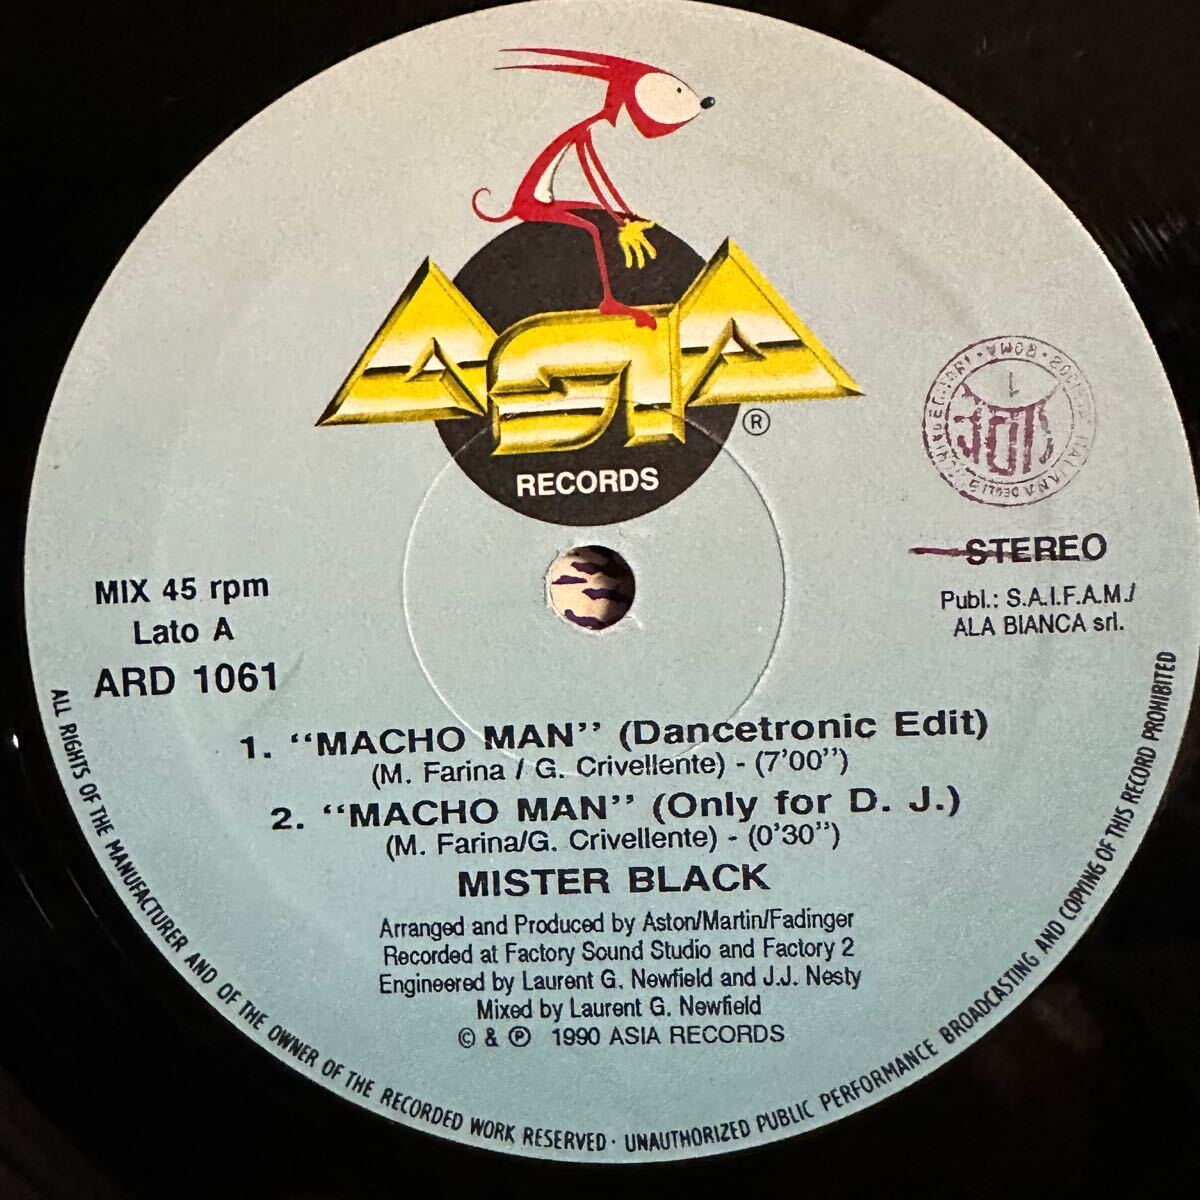 ASIA
®
RECORDS
MIX 45 rpm
Lato A
ARD 1061
STEREO
Publ.: S.A.I.F.A.M./
ALA BIANCA srl.
1. "MACHO MAN" (Dancetronic Edit)
(M. Farina / G. Crivellente) - (7'00")
2. "MACHO MAN" (Only for D. J.)
(M. Farina/G. Crivellente) - (0'30")
MISTER BLACK
Arranged and Produced by Aston/Martin/Fadinger
Recorded at Factory Sound Studio and Factory 2
Engineered by Laurent G. Newfield and J.J. Nesty
Mixed by Laurent G. Newfield
© & ℗ 1990 ASIA RECORDS
ALL RIGHTS OF THE MANUFACTURER AND OF THE OWNER OF THE RECORDED WORK RESERVED · UNAUTHORIZED PUBLIC PERFORMANCE BROADCASTING AND COPYING OF THIS RECORD PROHIBITED
ROMA
ITALIANA